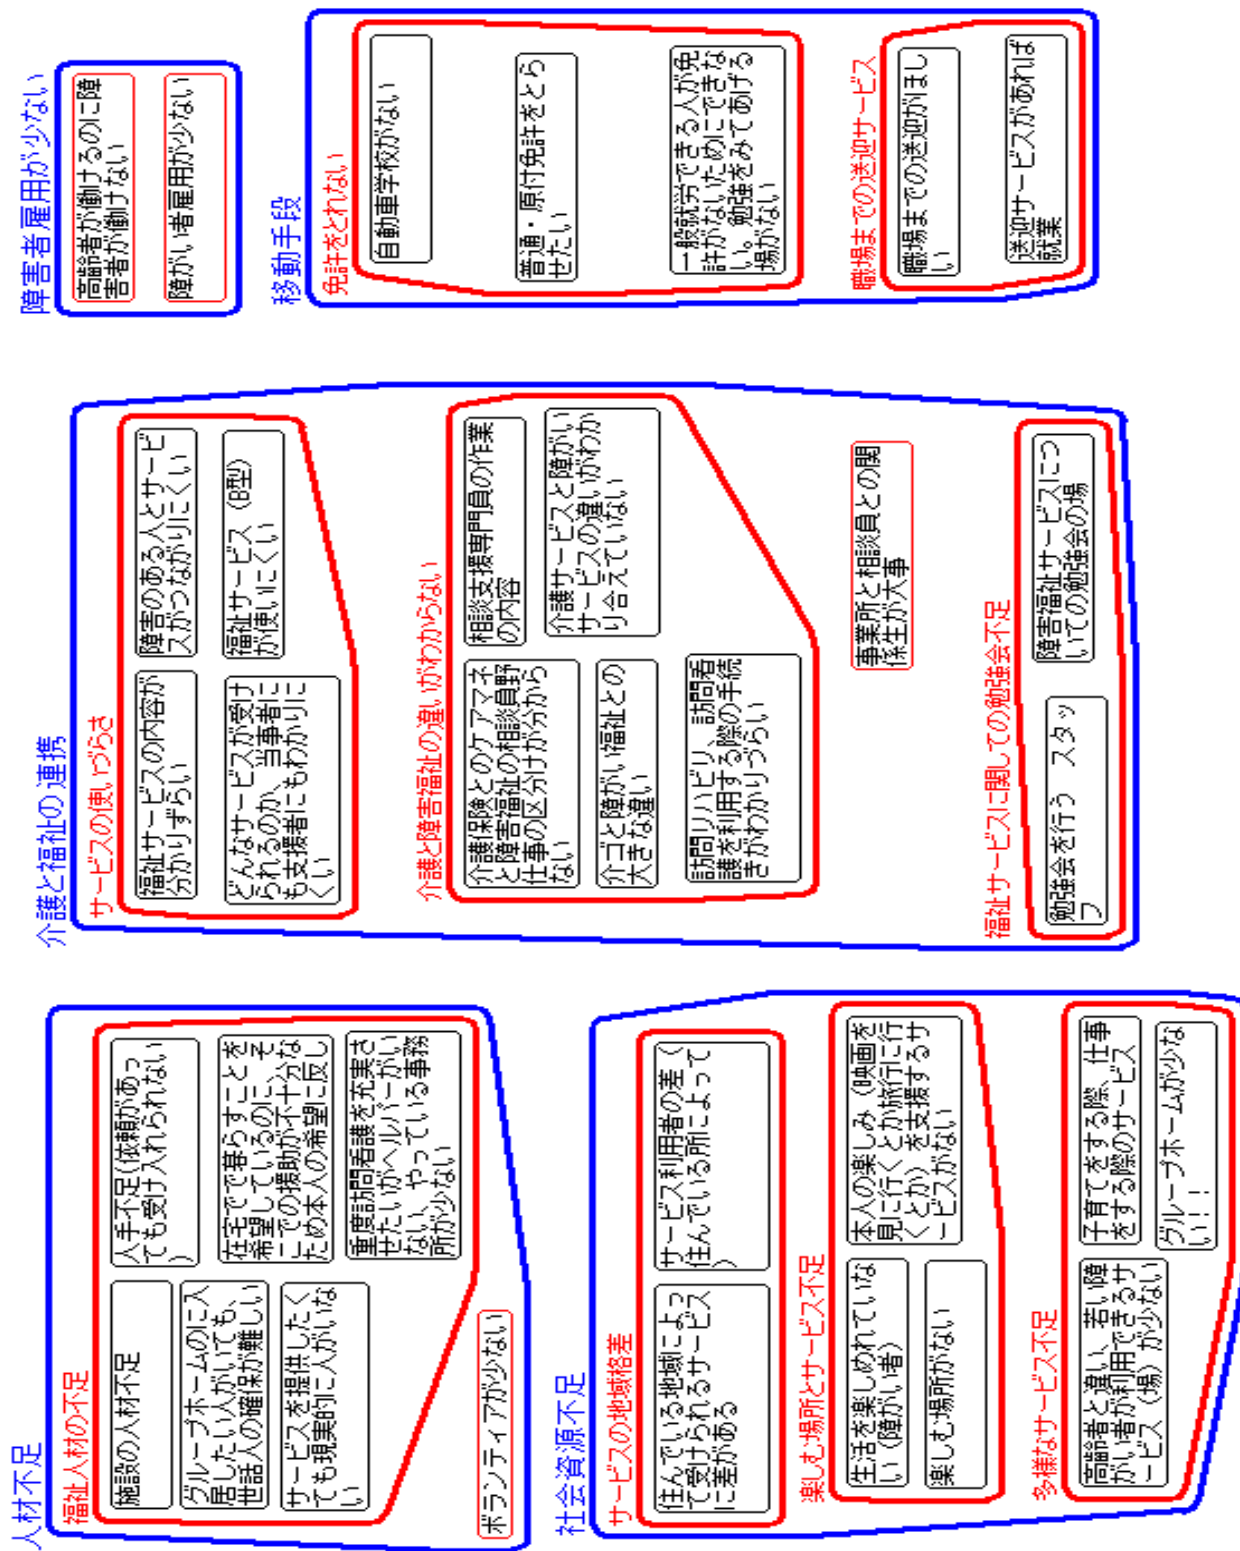 人材不足
福祉人材の不足
施設の人材不足
人手不足(依頼があっ
ても受け入れられない
)
グループホームのに入
居したい人がいても、
世話人の確保が難しい
在宅でで暮らすことを
希望しているのに、そ
こでの援助が不十分な
ため本人の希望に反し
サービスを提供したく
ても現実的に人がいな
い
重度訪問看護を充実さ
せたいがヘルパーがい
ない、やっている事務
所が少ない
ボランティアが少ない
社会資源不足
サービスの地域格差
住んでいる地域によっ
て受けられるサービス
に差がある
サービス利用者の差(
住んでいる所によって
)
楽しむ場所とサービス不足
生活を楽しめれていな
い(障がい者)
本人の楽しみ(映画を
見に行くとか旅行に行
くとか)を支援するサ
ービスがない
楽しむ場所がない
多様なサービス不足
高齢者と違い、若い障
がい者が利用できるサ
ービス(場)が少ない
子育てをする際、仕事
をする際のサービス
グループホームが少な
い!!
介護と福祉の連携
サービスの使いづらさ
福祉サービスの内容が
分かりずらい
障害のある人とサービ
スがつながりにくい
どんなサービスが受け
られるのか、当事者に
も支援者にもわかりに
くい
福祉サービス(B型)
が使いにくい
介護と障害福祉の違いがわからない
介護保険とのケアマネ
と障害福祉の相談員野
仕事の区分けが分から
ない
相談支援専門員の作業
の内容
介ゴと障がい福祉との
大きな違い
介護サービスと障がい
サービスの違いがわか
り合えていない
訪問リハビリ、訪問看
護を利用する際の手続
きがわかりづらい
事業所と相談員との関
係生が大事
福祉サービスに関しての勉強会不足
勉強会を行う スタッ
フ
障害福祉サービスにつ
いての勉強会の場
障害者雇用が少ない
高齢者が働けるのに障
害者が働けない
障がい者雇用が少ない
移動手段
免許をとれない
自動車学校がない
普通・原付免許をとら
せたい
一般就労できる人が免
許がないためにできな
い。勉強をみてあげる
場がない
職場までの送迎サービス
職場までの送迎がほし
い
送迎サービスがあれば
就業